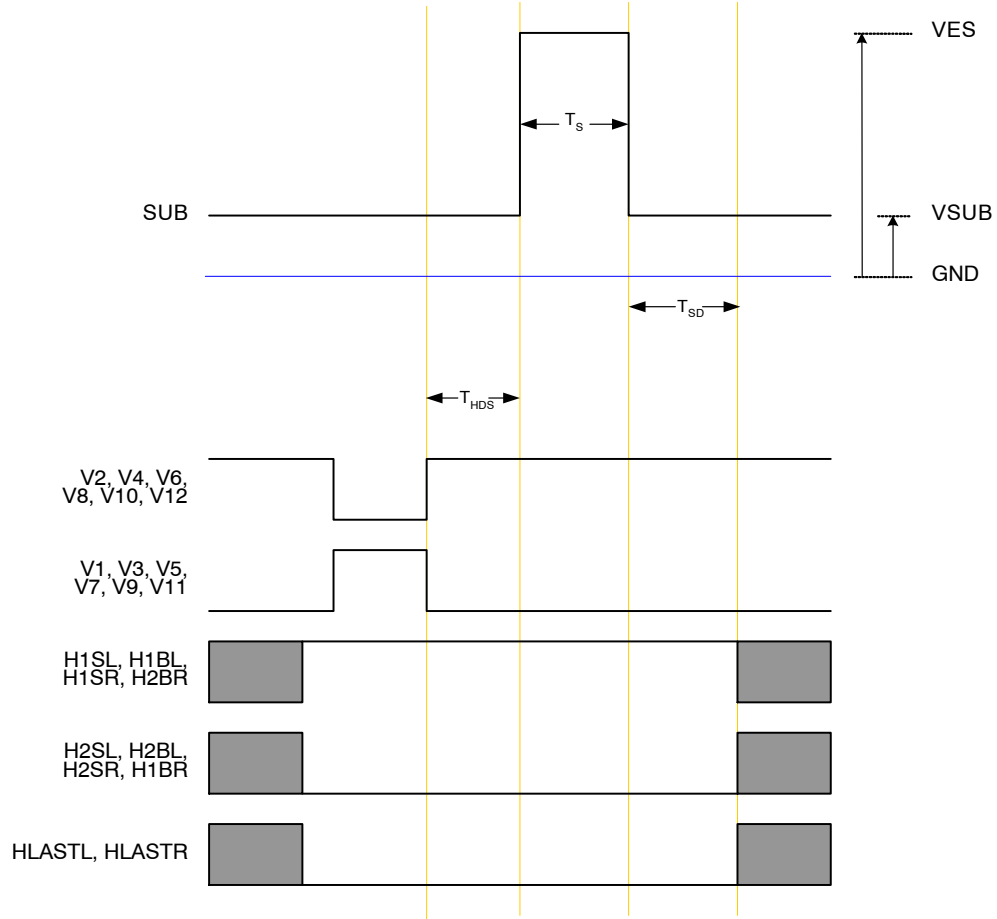 VES
T_S
SUB
VSUB
GND
T_SD
T_HDS
V2, V4, V6,
V8, V10, V12
V1, V3, V5,
V7, V9, V11
H1SL, H1BL,
H1SR, H2BR
H2SL, H2BL,
H2SR, H1BR
HLASTL, HLASTR